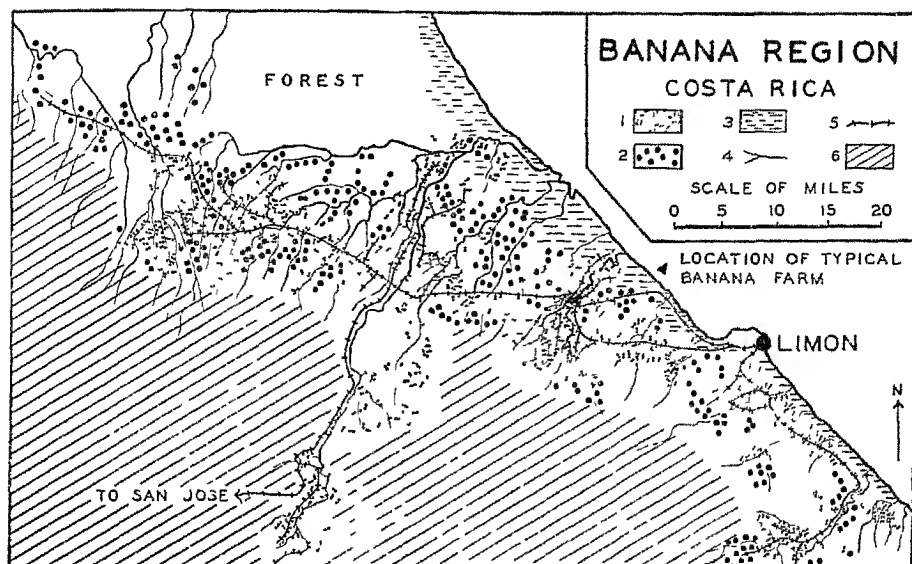 FOREST
BANANA REGION
COSTA RICA
1 3 5
2 4 6
SCALE OF MILES
0 5 10 15 20
LOCATION OF TYPICAL
BANANA FARM
LIMON
N
TO SAN JOSE